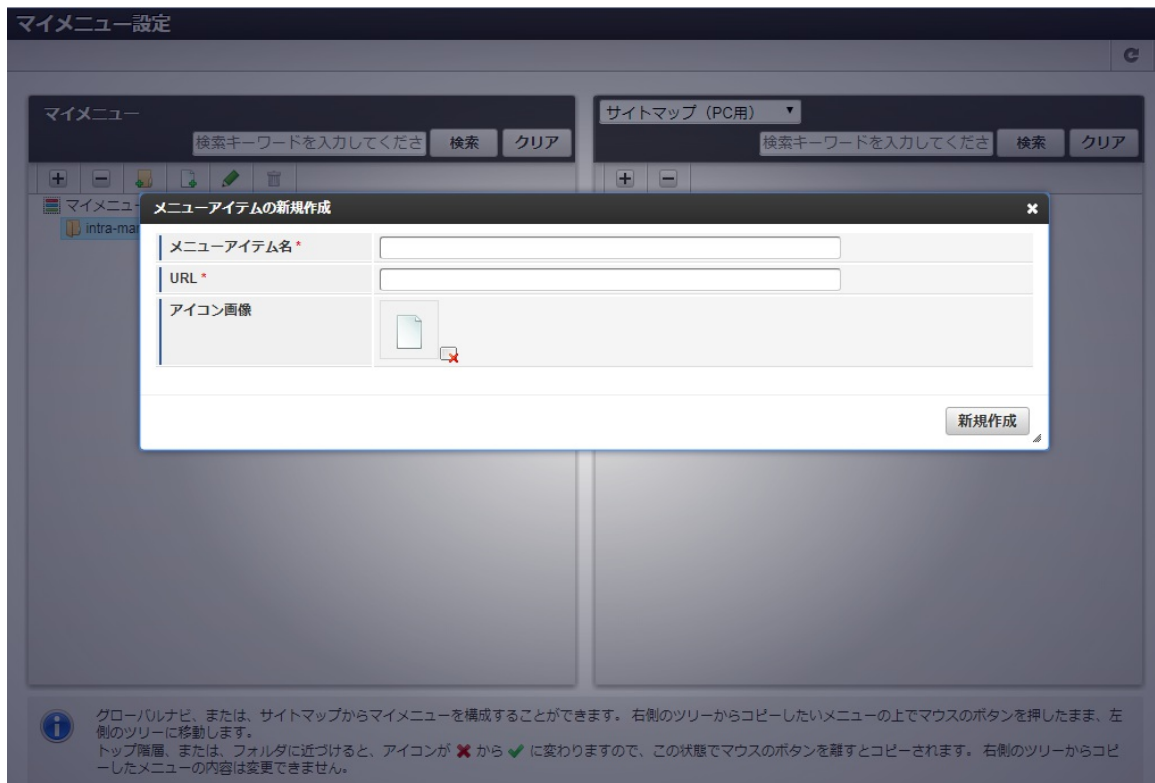 マイメニュー設定
マイメニュー
サイトマップ（PC用）
検索キーワードを入力してくださ 検索 クリア
検索キーワードを入力してくださ 検索 クリア
マイメニュー
intra-mar
メニューアイテムの新規作成
メニューアイテム名 *
URL *
アイコン画像
新規作成
グローバルナビ、または、サイトマップからマイメニューを構成することができます。 右側のツリーからコピーしたいメニューの上でマウスのボタンを押したまま、左
側のツリーに移動します。
トップ階層、または、フォルダに近づけると、アイコンが ✖ から ✔ に変わりますので、この状態でマウスのボタンを離すとコピーされます。 右側のツリーからコピ
ーしたメニューの内容は変更できません。